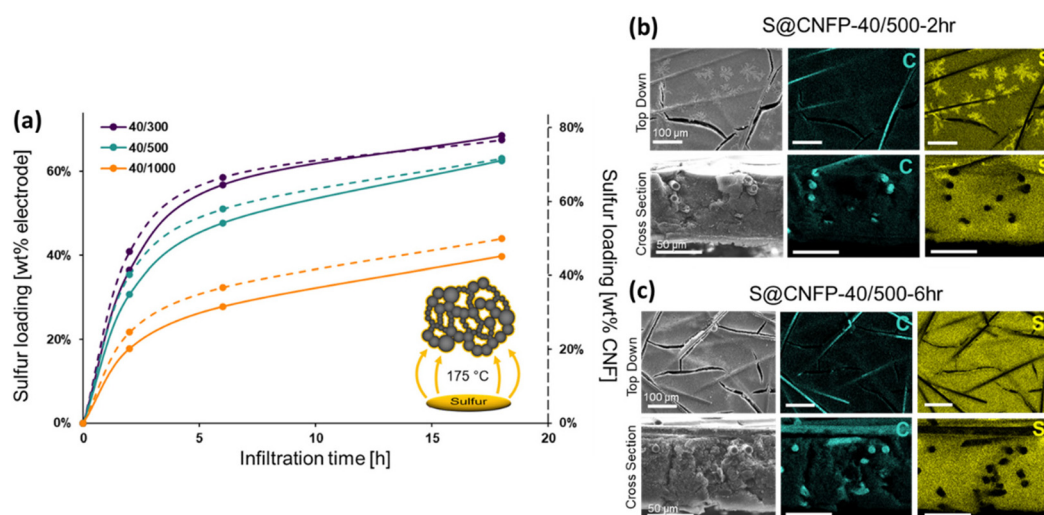 (a)
40/300
40/500
40/1000
Sulfur loading [wt% electrode]
60%
40%
20%
0%
80%
60%
40%
20%
0%
Sulfur loading [wt% CNF]
175 °C
Sulfur
0
5
10
15
20
Infiltration time [h]
(b)
S@CNFP-40/500-2hr
Top Down
100 µm
C
S
Cross Section
50 µm
C
S
(c)
S@CNFP-40/500-6hr
Top Down
100 µm
C
S
Cross Section
50 µm
C
S